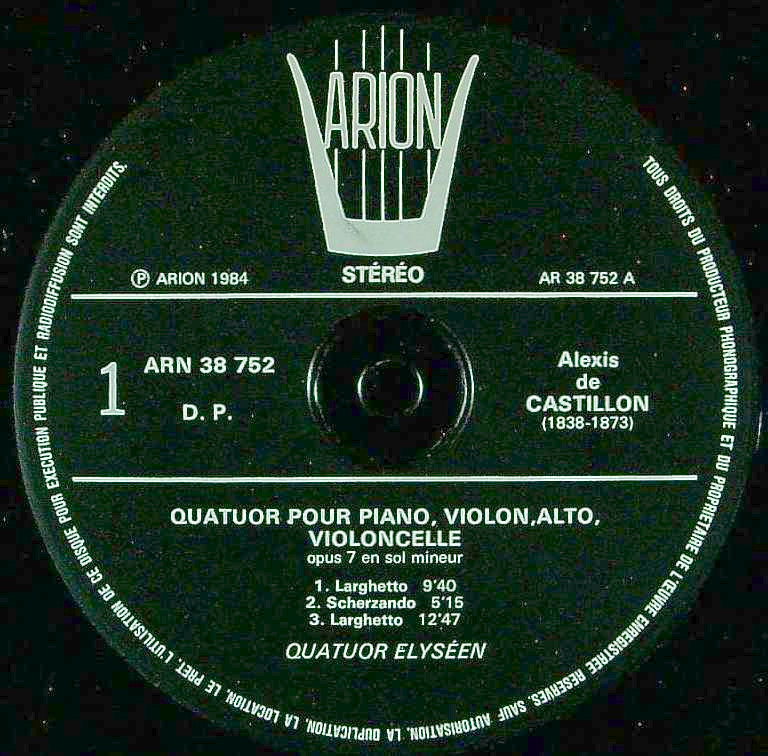 ARION
STÉRÉO
Ⓟ ARION 1984
AR 38 752 A
1
ARN 38 752
D. P.
Alexis
de
CASTILLON
(1838-1873)
QUATUOR POUR PIANO, VIOLON,ALTO,
VIOLONCELLE
opus 7 en sol mineur
1. Larghetto 9'40
2. Scherzando 5'15
3. Larghetto 12'47
QUATUOR ELYSÉEN
TOUS DROITS DU PRODUCTEUR PHONOGRAPHIQUE ET DU PROPRIETAIRE DE L'ŒUVRE ENREGISTREE RESERVES. SAUF AUTORISATION. LA DUPLICATION. LA LOCATION. LE PRET. L'UTILISATION DE CE DISQUE POUR EXECUTION PUBLIQUE ET RADIODIFFUSION SONT INTERDITS.